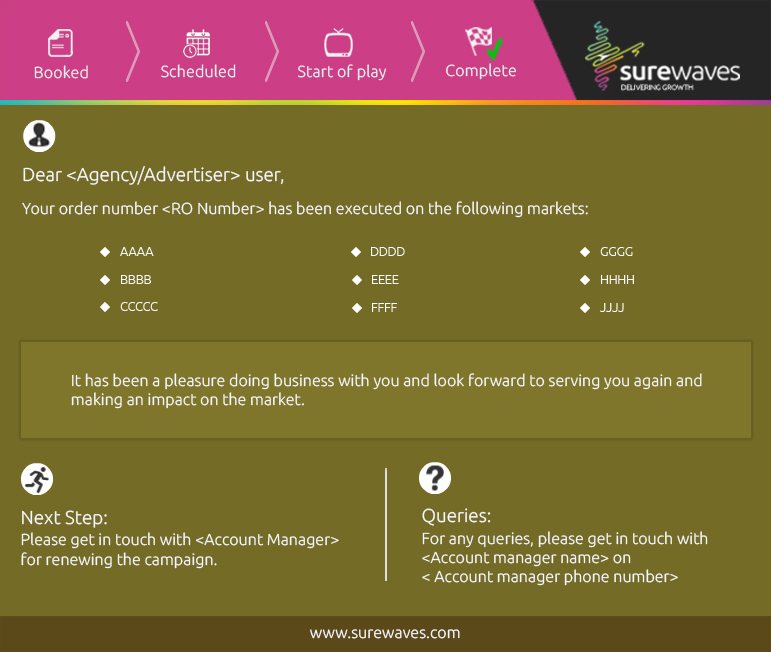 Booked
Scheduled
Start of play
Complete
surewaves
DELIVERING GROWTH
Dear <Agency/Advertiser> user,
Your order number <RO Number> has been executed on the following markets:
AAAA
DDDD
GGGG
BBBB
EEEE
HHHH
CCCCC
FFFF
JJJJ
It has been a pleasure doing business with you and look forward to serving you again and
making an impact on the market.
Next Step:
Please get in touch with <Account Manager>
for renewing the campaign.
Queries:
For any queries, please get in touch with
<Account manager name> on
< Account manager phone number>
www.surewaves.com